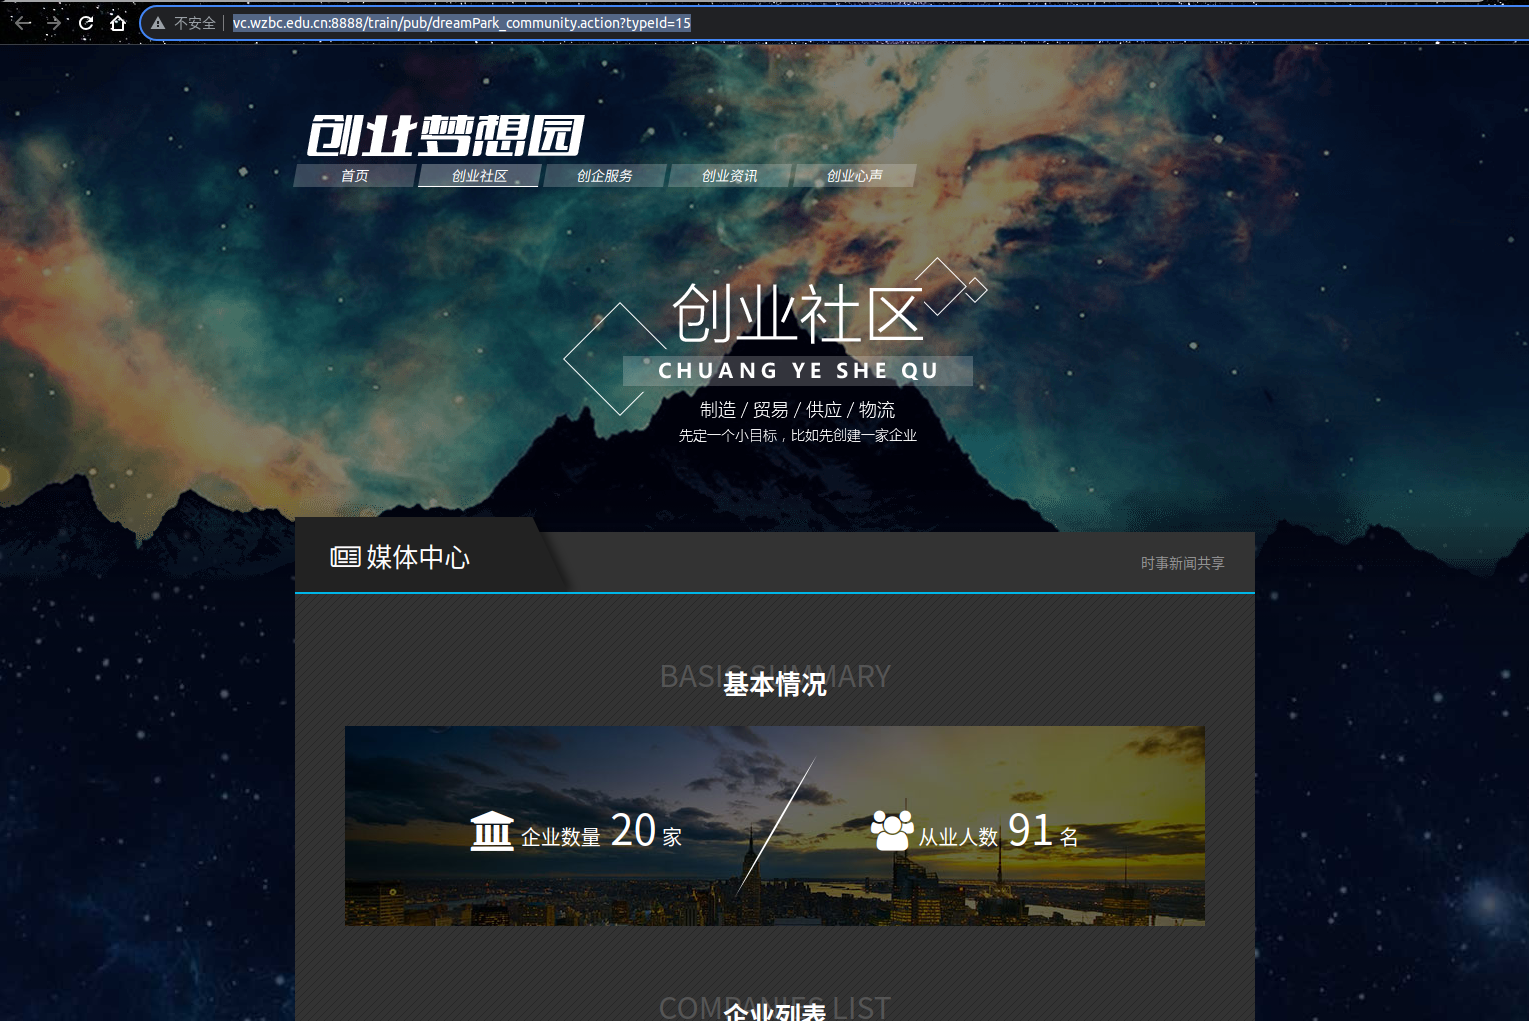 不安全 vc.wzbc.edu.cn:8888/train/pub/dreamPark_community.action?typeId=15
创业梦想园
首页 创业社区 创企服务 创业资讯 创业心声
创业社区
CHUANG YE SHE QU
制造 / 贸易 / 供应 / 物流
先定一个小目标，比如先创建一家企业
媒体中心 时事新闻共享
BASIC SUMMARY
基本情况
企业数量 20 家 从业人数 91 名
COMPANIES LIST
企业列表